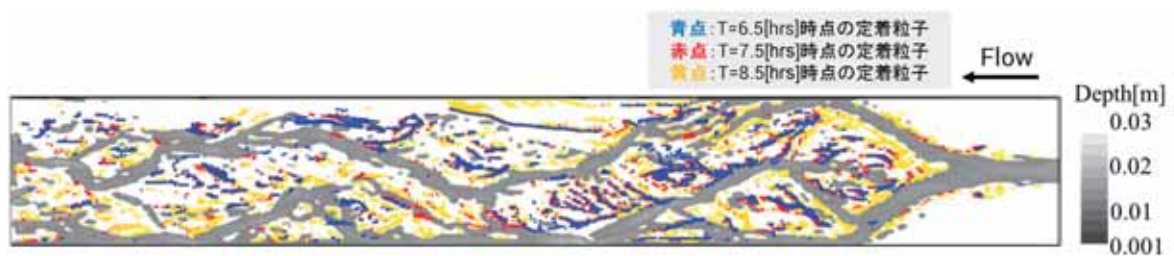 青点:T=6.5[hrs]時点の定着粒子
赤点:T=7.5[hrs]時点の定着粒子
黄点:T=8.5[hrs]時点の定着粒子
Flow
Depth[m]
0.03
0.02
0.01
0.001